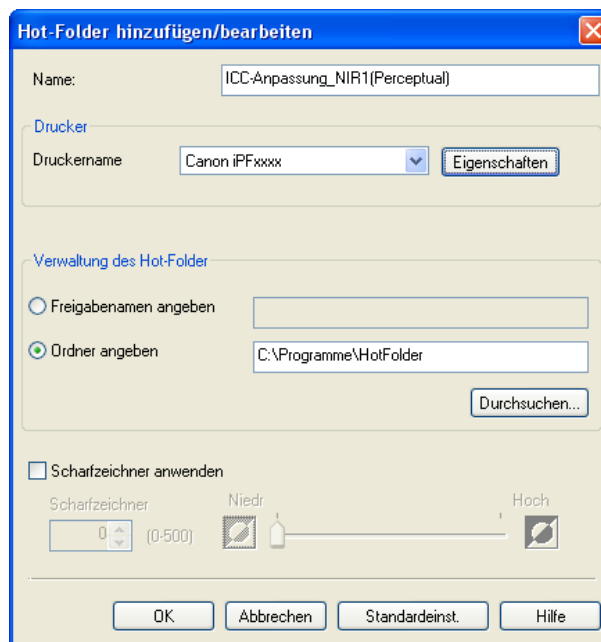 Hot-Folder hinzufügen/bearbeiten
Name: ICC-Anpassung_NIR1(Perceptual)
Drucker
Druckername Canon iPFxxxx Eigenschaften
Verwaltung des Hot-Folder
Freigabenamen angeben
Ordner angeben C:\Programme\HotFolder
Durchsuchen...
Scharfzeichner anwenden
Scharfzeichner Niedr Hoch
0 (0-500)
OK Abbrechen Standardeinst. Hilfe